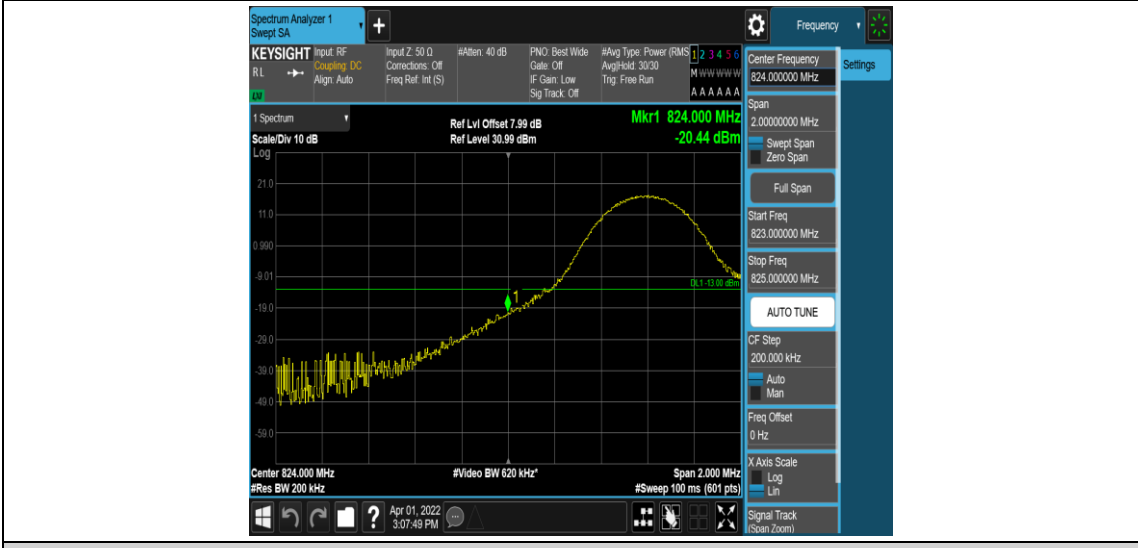 Spectrum Analyzer 1
Swept SA
+
Frequency
KEYSIGHT
RL
Input: RF
Coupling: DC
Align: Auto
Input Z: 50 Ω
Corrections: Off
Freq Ref: Int (S)
#Atten: 40 dB
PNO: Best Wide
Gate: Off
IF Gain: Low
Sig Track: Off
#Avg Type: Power (RMS
Avg|Hold: 30/30
Trig: Free Run
1 2 3 4 5 6
M W W W W W
A A A A A A
1 Spectrum
Scale/Div 10 dB
Log
Ref Lvl Offset 7.99 dB
Ref Level 30.99 dBm
Mkr1 824.000 MHz
-20.44 dBm
21.0
11.0
0.990
-9.01
-19.0
-29.0
-39.0
-49.0
-59.0
DL1 -13.00 dBm
1
Center 824.000 MHz
#Res BW 200 kHz
#Video BW 620 kHz*
Span 2.000 MHz
#Sweep 100 ms (601 pts)
?
Apr 01, 2022
3:07:49 PM
Center Frequency
824.000000 MHz
Settings
Span
2.00000000 MHz
Swept Span
Zero Span
Full Span
Start Freq
823.000000 MHz
Stop Freq
825.000000 MHz
AUTO TUNE
CF Step
200.000 kHz
Auto
Man
Freq Offset
0 Hz
X Axis Scale
Log
Lin
Signal Track
(Span Zoom)